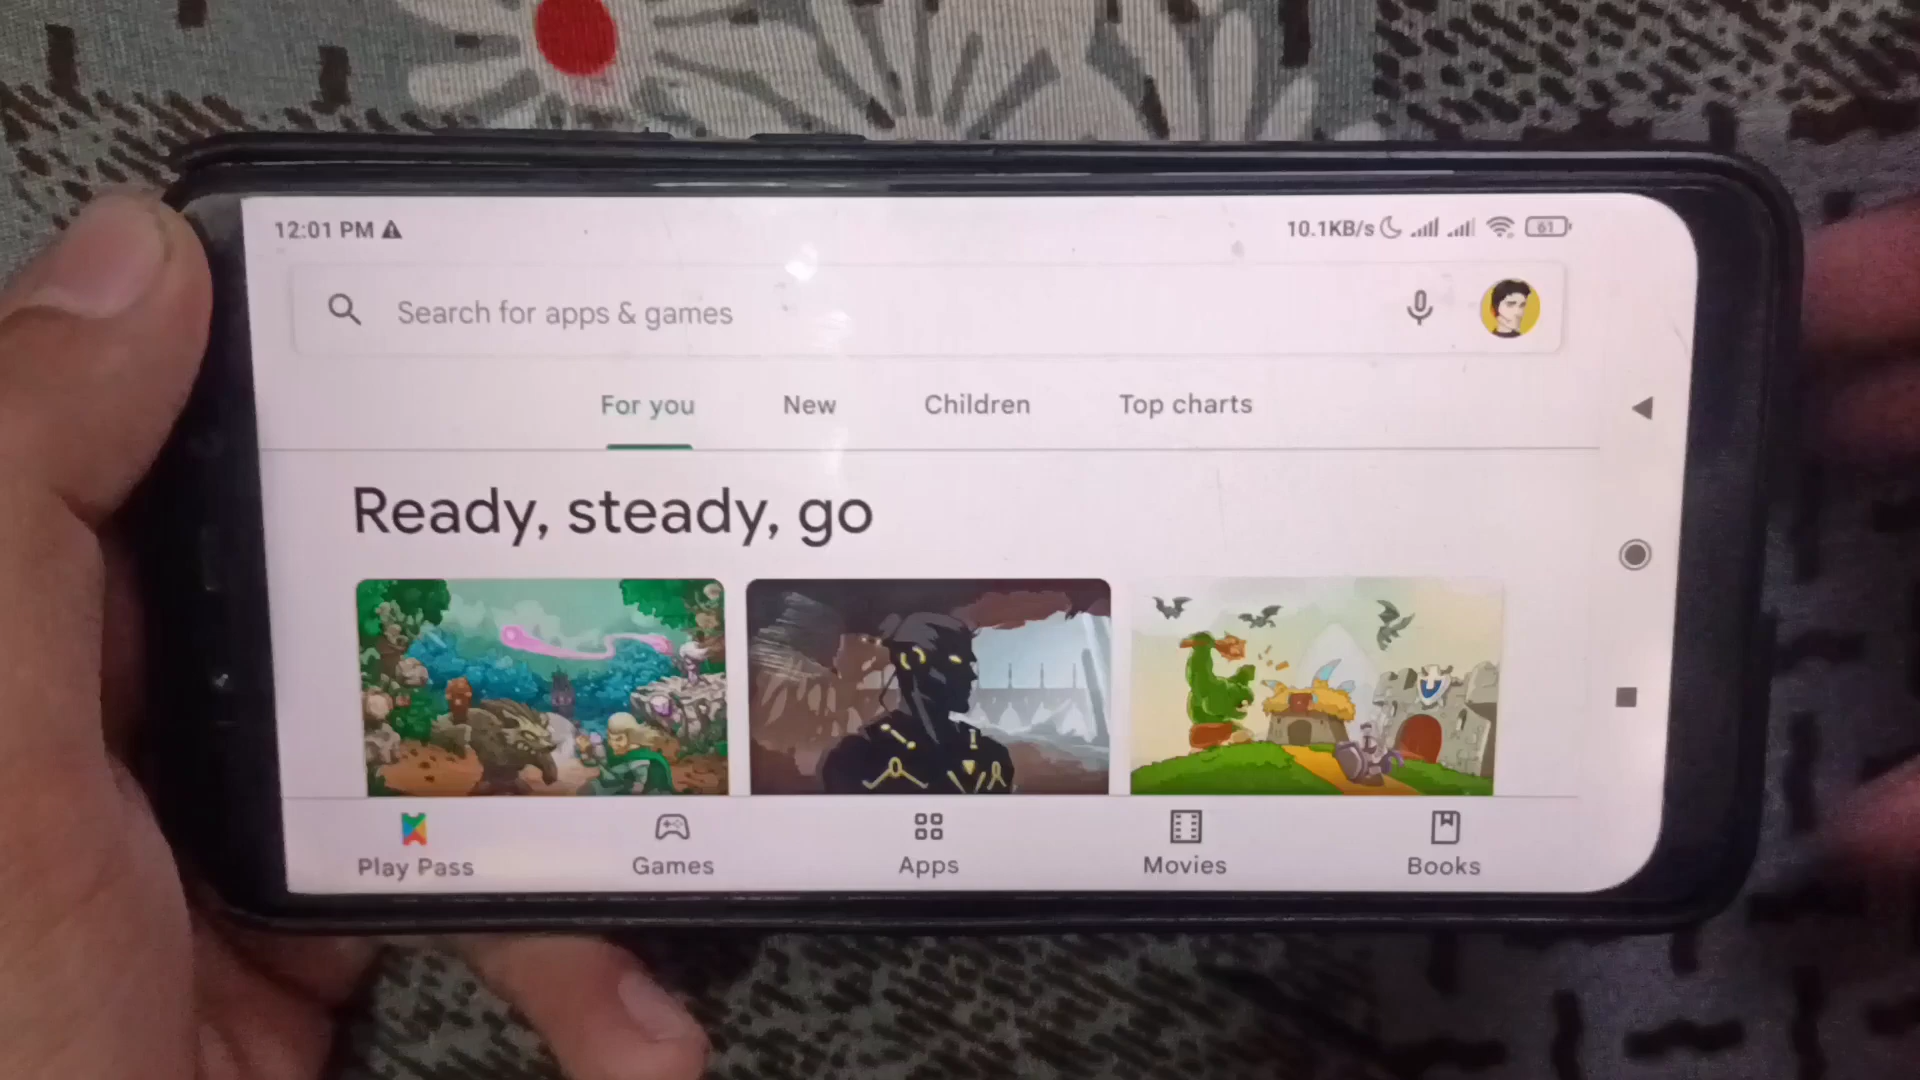 12:01 PM
10.1KB/s 61
Search for apps & games
For you New Children Top charts
Ready, steady, go
Play Pass Games Apps Movies Books